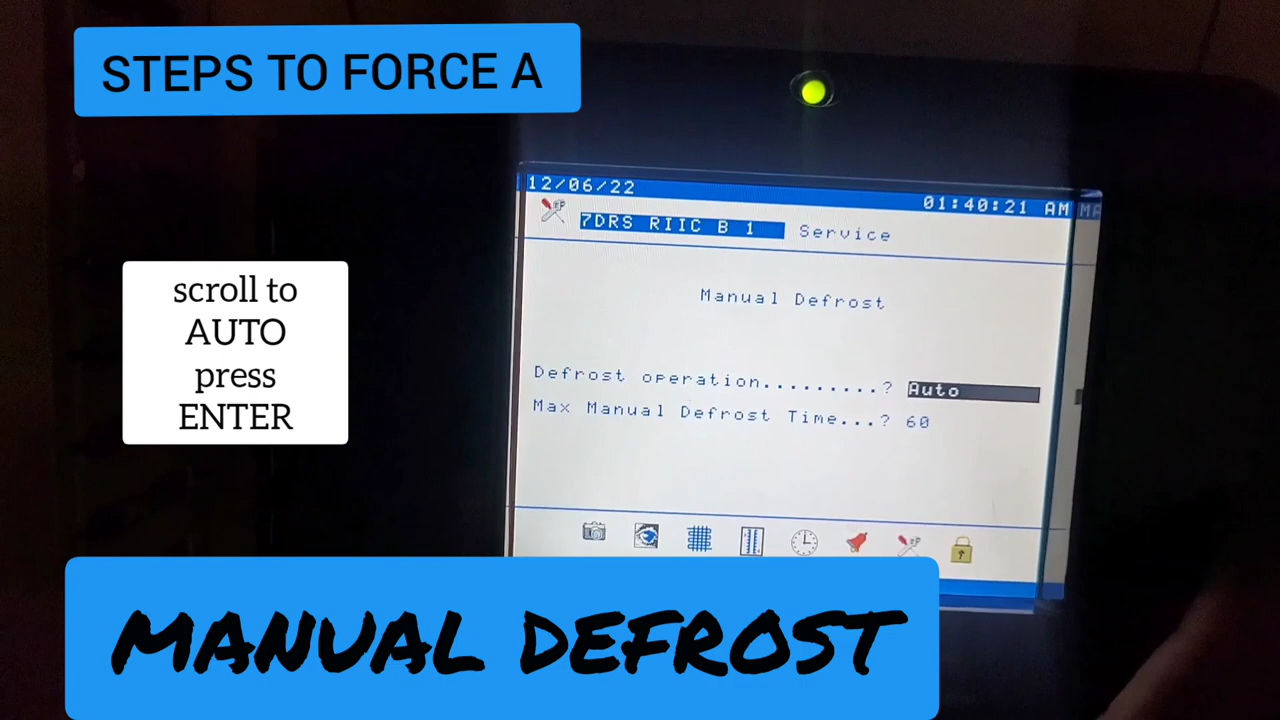 STEPS TO FORCE A
12/06/22
01:40:21 AM
7DRS RIIC B 1
Service
scroll to
AUTO
press
ENTER
Manual Defrost
Defrost operation.........? Auto
Max Manual Defrost Time...? 60
MANUAL DEFROST